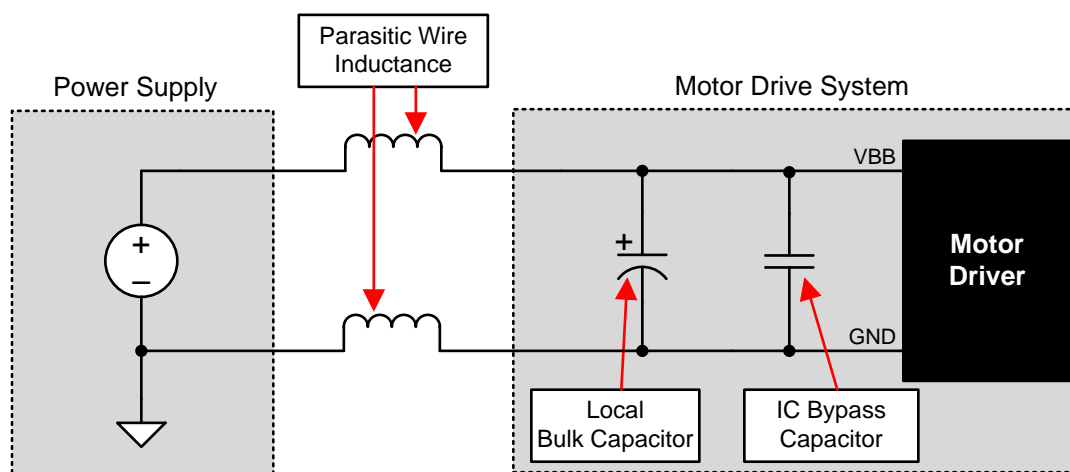 Parasitic Wire
Inductance
Power Supply
Motor Drive System
VBB
+
+
–
Motor
Driver
GND
Local
Bulk Capacitor
IC Bypass
Capacitor